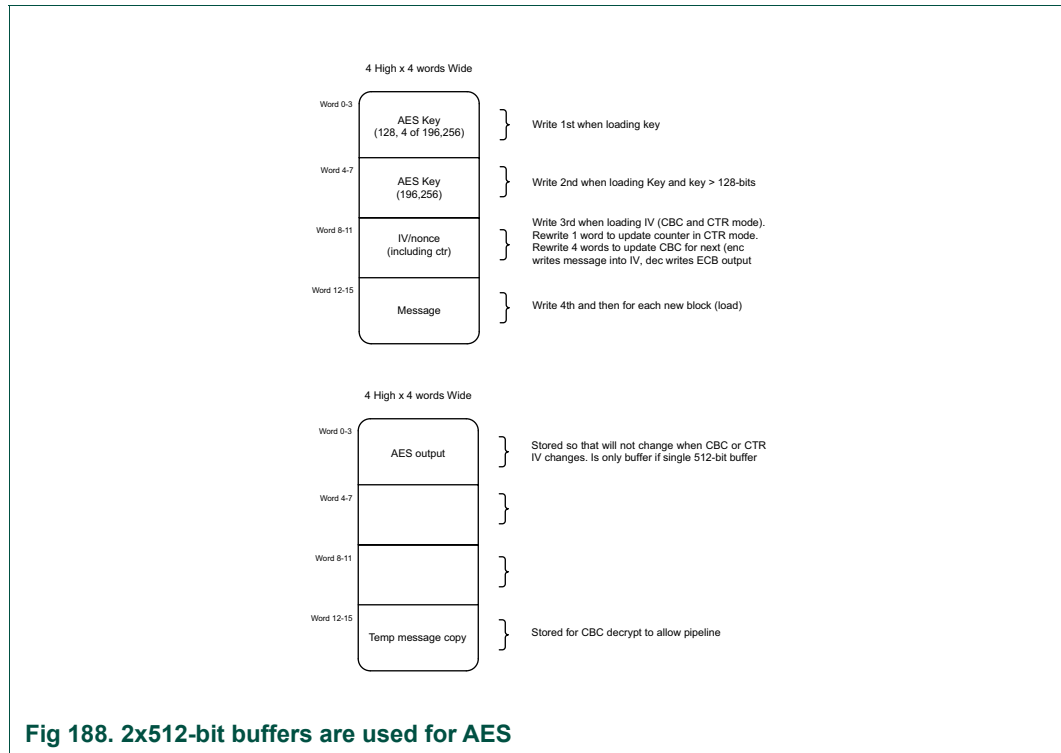 4 High x 4 words Wide
Word 0-3
AES Key
(128, 4 of 196,256)
Write 1st when loading key
Word 4-7
AES Key
(196,256)
Write 2nd when loading Key and key > 128-bits
Word 8-11
IV/nonce
(including ctr)
Write 3rd when loading IV (CBC and CTR mode).
Rewrite 1 word to update counter in CTR mode.
Rewrite 4 words to update CBC for next (enc
writes message into IV, dec writes ECB output
Word 12-15
Message
Write 4th and then for each new block (load)
4 High x 4 words Wide
Word 0-3
AES output
Stored so that will not change when CBC or CTR
IV changes. Is only buffer if single 512-bit buffer
Word 4-7
Word 8-11
Word 12-15
Temp message copy
Stored for CBC decrypt to allow pipeline
Fig 188. 2x512-bit buffers are used for AES